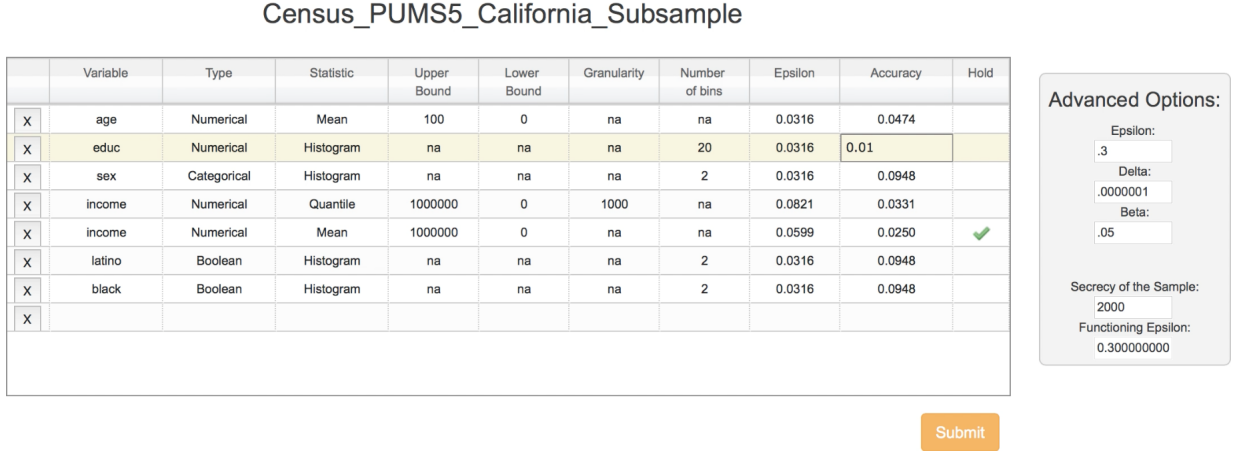 Census_PUMS5_California_Subsample
Variable Type Statistic Upper Bound Lower Bound Granularity Number of bins Epsilon Accuracy Hold
X age Numerical Mean 100 0 na na 0.0316 0.0474
X educ Numerical Histogram na na na 20 0.0316 0.01
X sex Categorical Histogram na na na 2 0.0316 0.0948
X income Numerical Quantile 1000000 0 1000 na 0.0821 0.0331
X income Numerical Mean 1000000 0 na na 0.0599 0.0250
X latino Boolean Histogram na na na 2 0.0316 0.0948
X black Boolean Histogram na na na 2 0.0316 0.0948
X
Advanced Options:
Epsilon:
.3
Delta:
.0000001
Beta:
.05
Secrecy of the Sample:
2000
Functioning Epsilon:
0.300000000
Submit